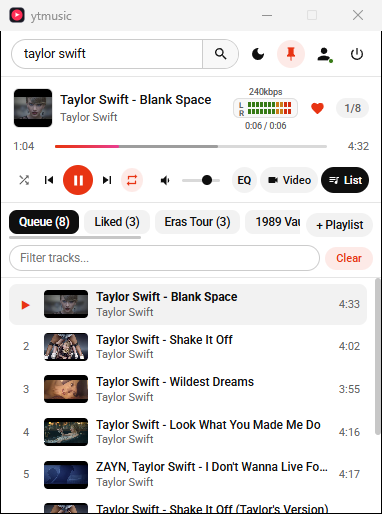 ytmusic
taylor swift
Taylor Swift - Blank Space
Taylor Swift
240kbps
L
R
0:06 / 0:06
1/8
1:04
4:32
EQ
Video
List
Queue (8)
Liked (3)
Eras Tour (3)
1989 Vau
+ Playlist
Filter tracks...
Clear
Taylor Swift - Blank Space
Taylor Swift
4:33
2
Taylor Swift - Shake It Off
Taylor Swift
4:02
3
Taylor Swift - Wildest Dreams
Taylor Swift
3:55
4
Taylor Swift - Look What You Made Me Do
Taylor Swift
4:16
5
ZAYN, Taylor Swift - I Don't Wanna Live Fo...
Taylor Swift
4:17
Taylor Swift - Shake It Off (Taylor's Version)